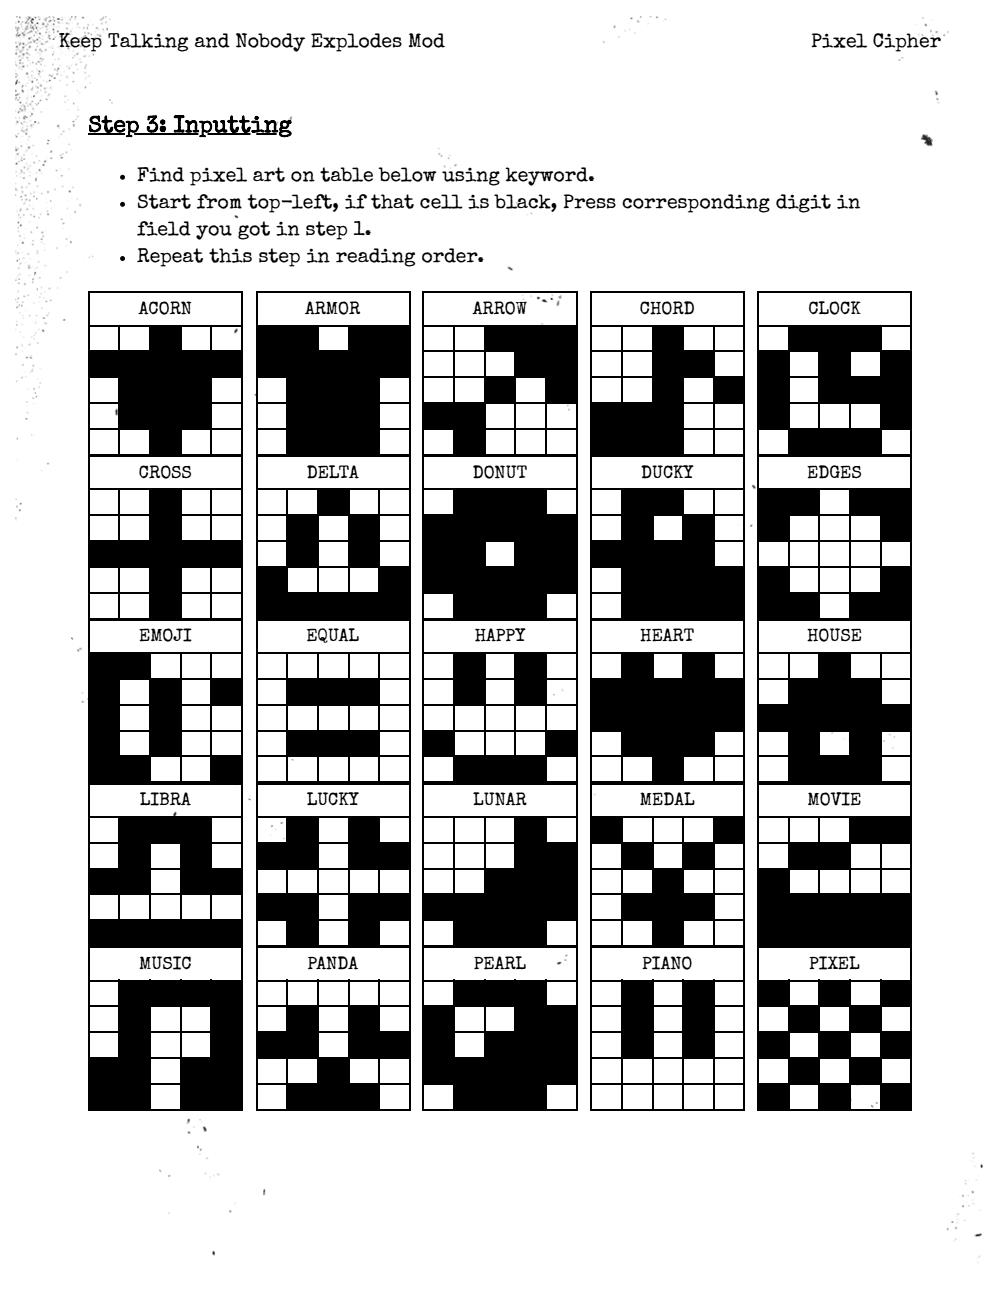 Keep Talking and Nobody Explodes Mod Pixel Cipher
Step 3: Inputting
• Find pixel art on table below using keyword.
• Start from top-left, if that cell is black, Press corresponding digit in
field you got in step 1.
• Repeat this step in reading order.
ACORN ARMOR ARROW CHORD CLOCK
CROSS DELTA DONUT DUCKY EDGES
EMOJI EQUAL HAPPY HEART HOUSE
LIBRA LUCKY LUNAR MEDAL MOVIE
MUSIC PANDA PEARL PIANO PIXEL